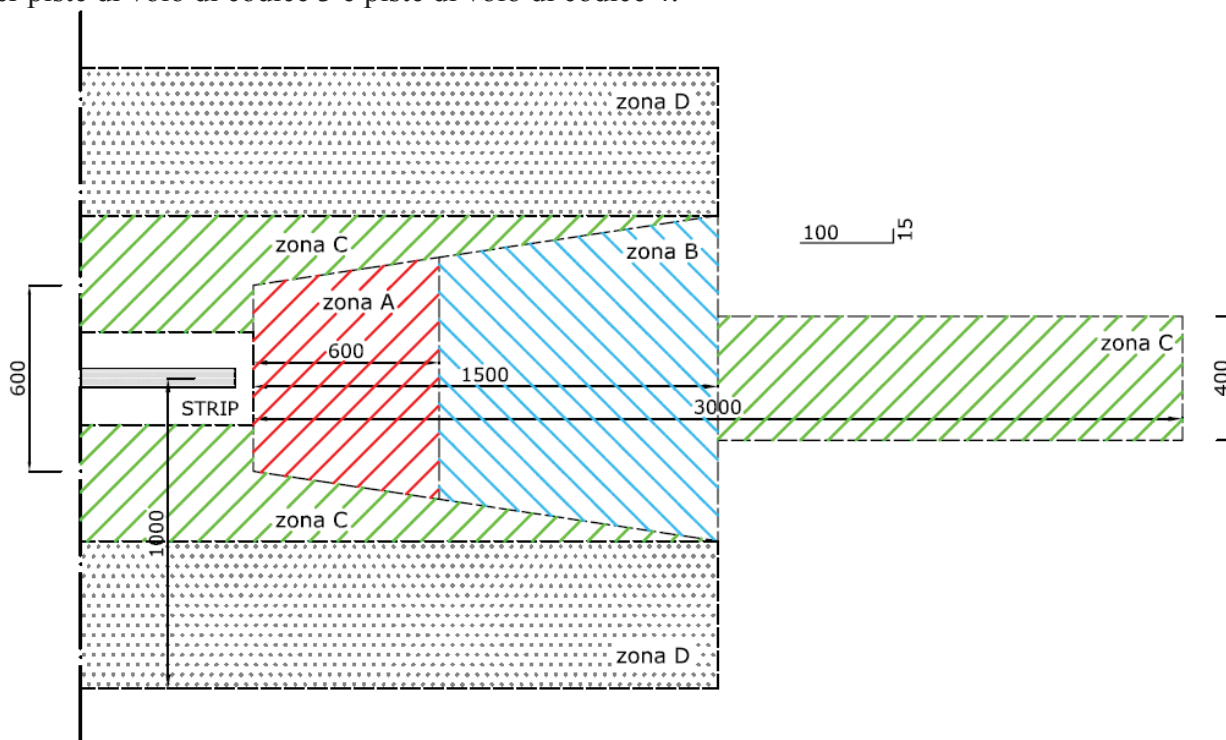 er piste di volo di codice 3 e piste di volo di codice 4.
zona D
zona C
zona B
100
15
zona A
600
600
1500
zona C
400
STRIP
3000
zona C
1000
zona D